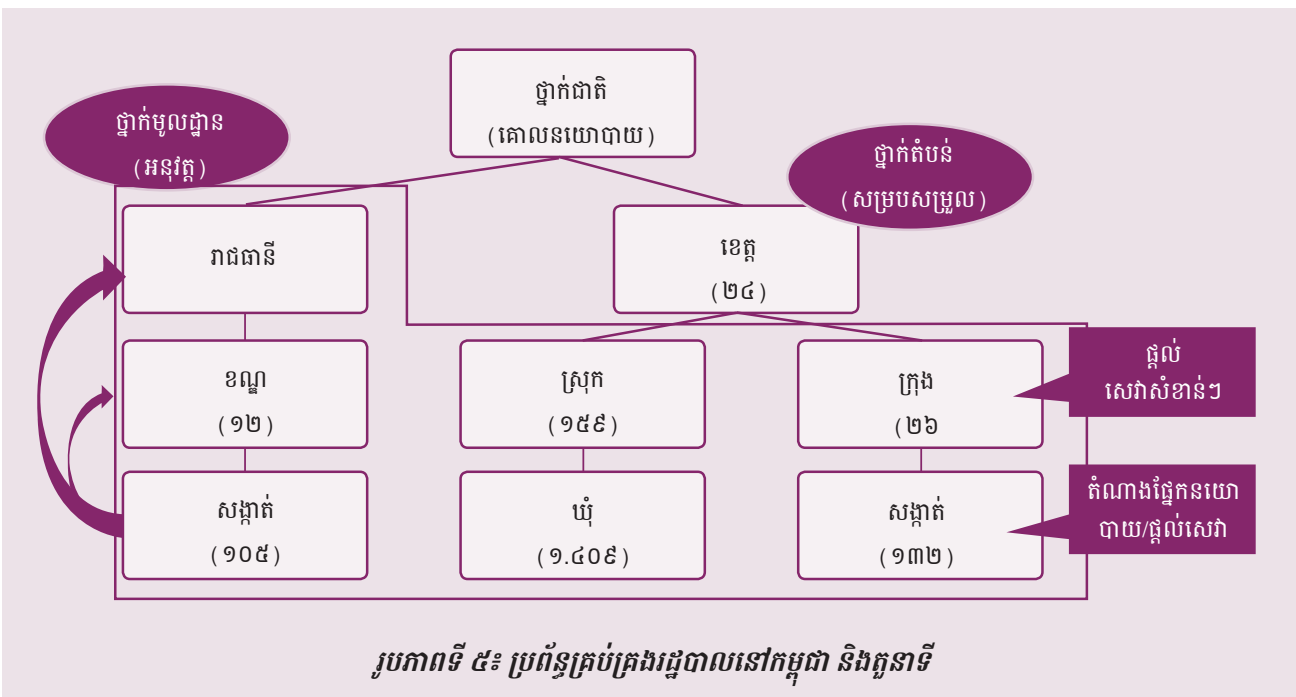 ថ្នាក់ជាតិ
(គោលនយោបាយ)
ថ្នាក់មូលដ្ឋាន
(អនុវត្ត)
ថ្នាក់តំបន់
(សម្របសម្រួល)
រាជធានី
ខេត្ត
(២៤)
ខណ្ឌ
(១២)
ស្រុក
(១៥៩)
ក្រុង
(២៦
ផ្តល់
សេវាសំខាន់ៗ
សង្កាត់
(១០៥)
ឃុំ
(១.៤០៩)
សង្កាត់
(១៣២)
តំណាងផ្នែកនយោ
បាយ/ផ្តល់សេវា
រូបភាពទី ៥៖ ប្រព័ន្ធគ្រប់គ្រងរដ្ឋបាលនៅកម្ពុជា និងតួនាទី